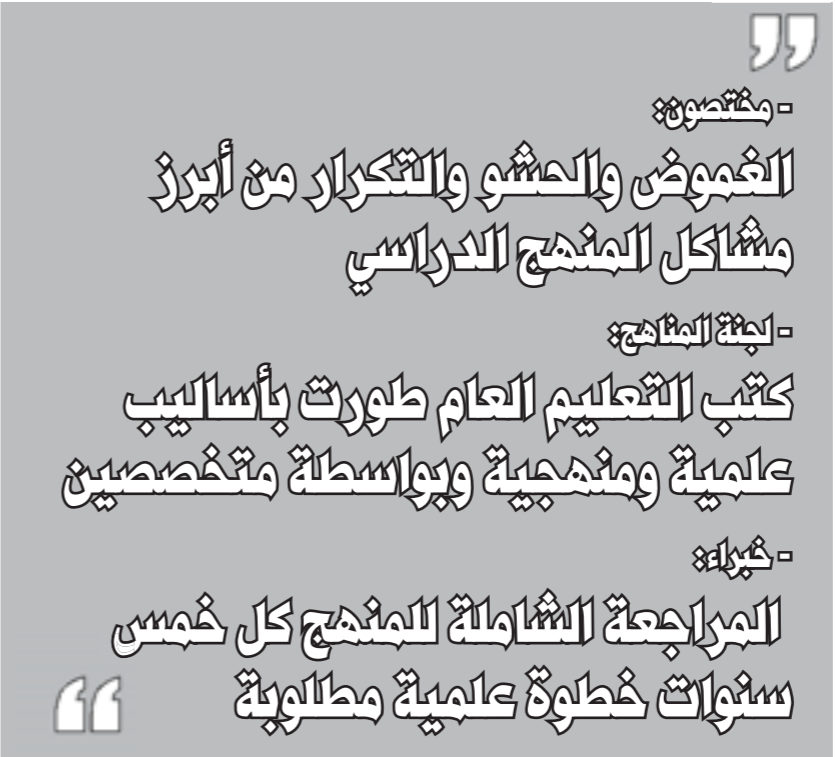 - مختصون:
الغموض والحشو والتكرار من أبرز
مشاكل المنهج الدراسي
- لجنة المناهج:
كتب التعليم العام طورت بأساليب
علمية ومنهجية وبواسطة متخصصين
- خبراء:
المراجعة الشاملة للمنهج كل خمس
سنوات خطوة علمية مطلوبة